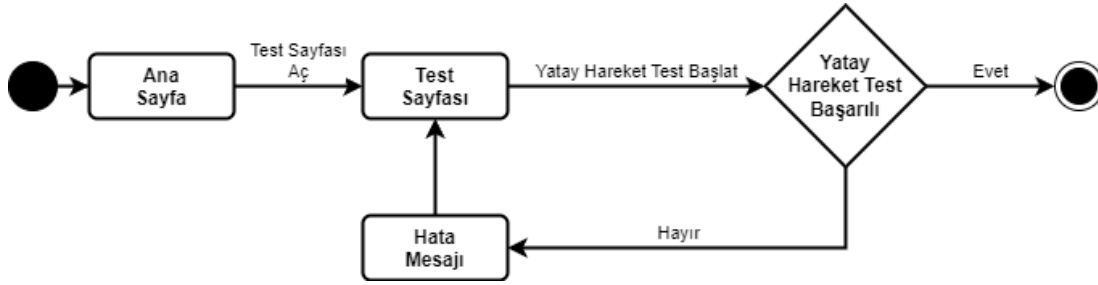 Ana
Sayfa
Test Sayfası
Aç
Test
Sayfası
Yatay Hareket Test Başlat
Yatay
Hareket Test
Başarılı
Evet
Hayır
Hata
Mesajı